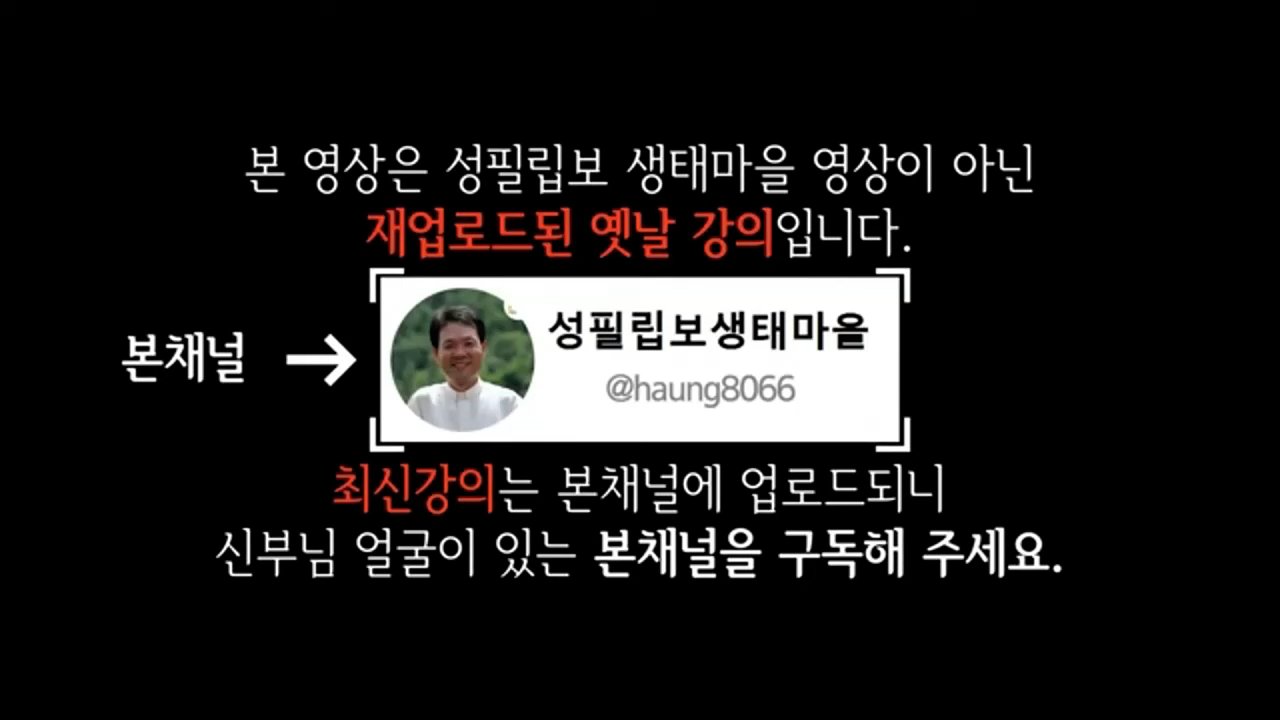 본 영상은 성필립보 생태마을 영상이 아닌
재업로드된 옛날 강의입니다.
본채널 →
성필립보생태마을
@haung8066
최신강의는 본채널에 업로드되니
신부님 얼굴이 있는 본채널을 구독해 주세요.